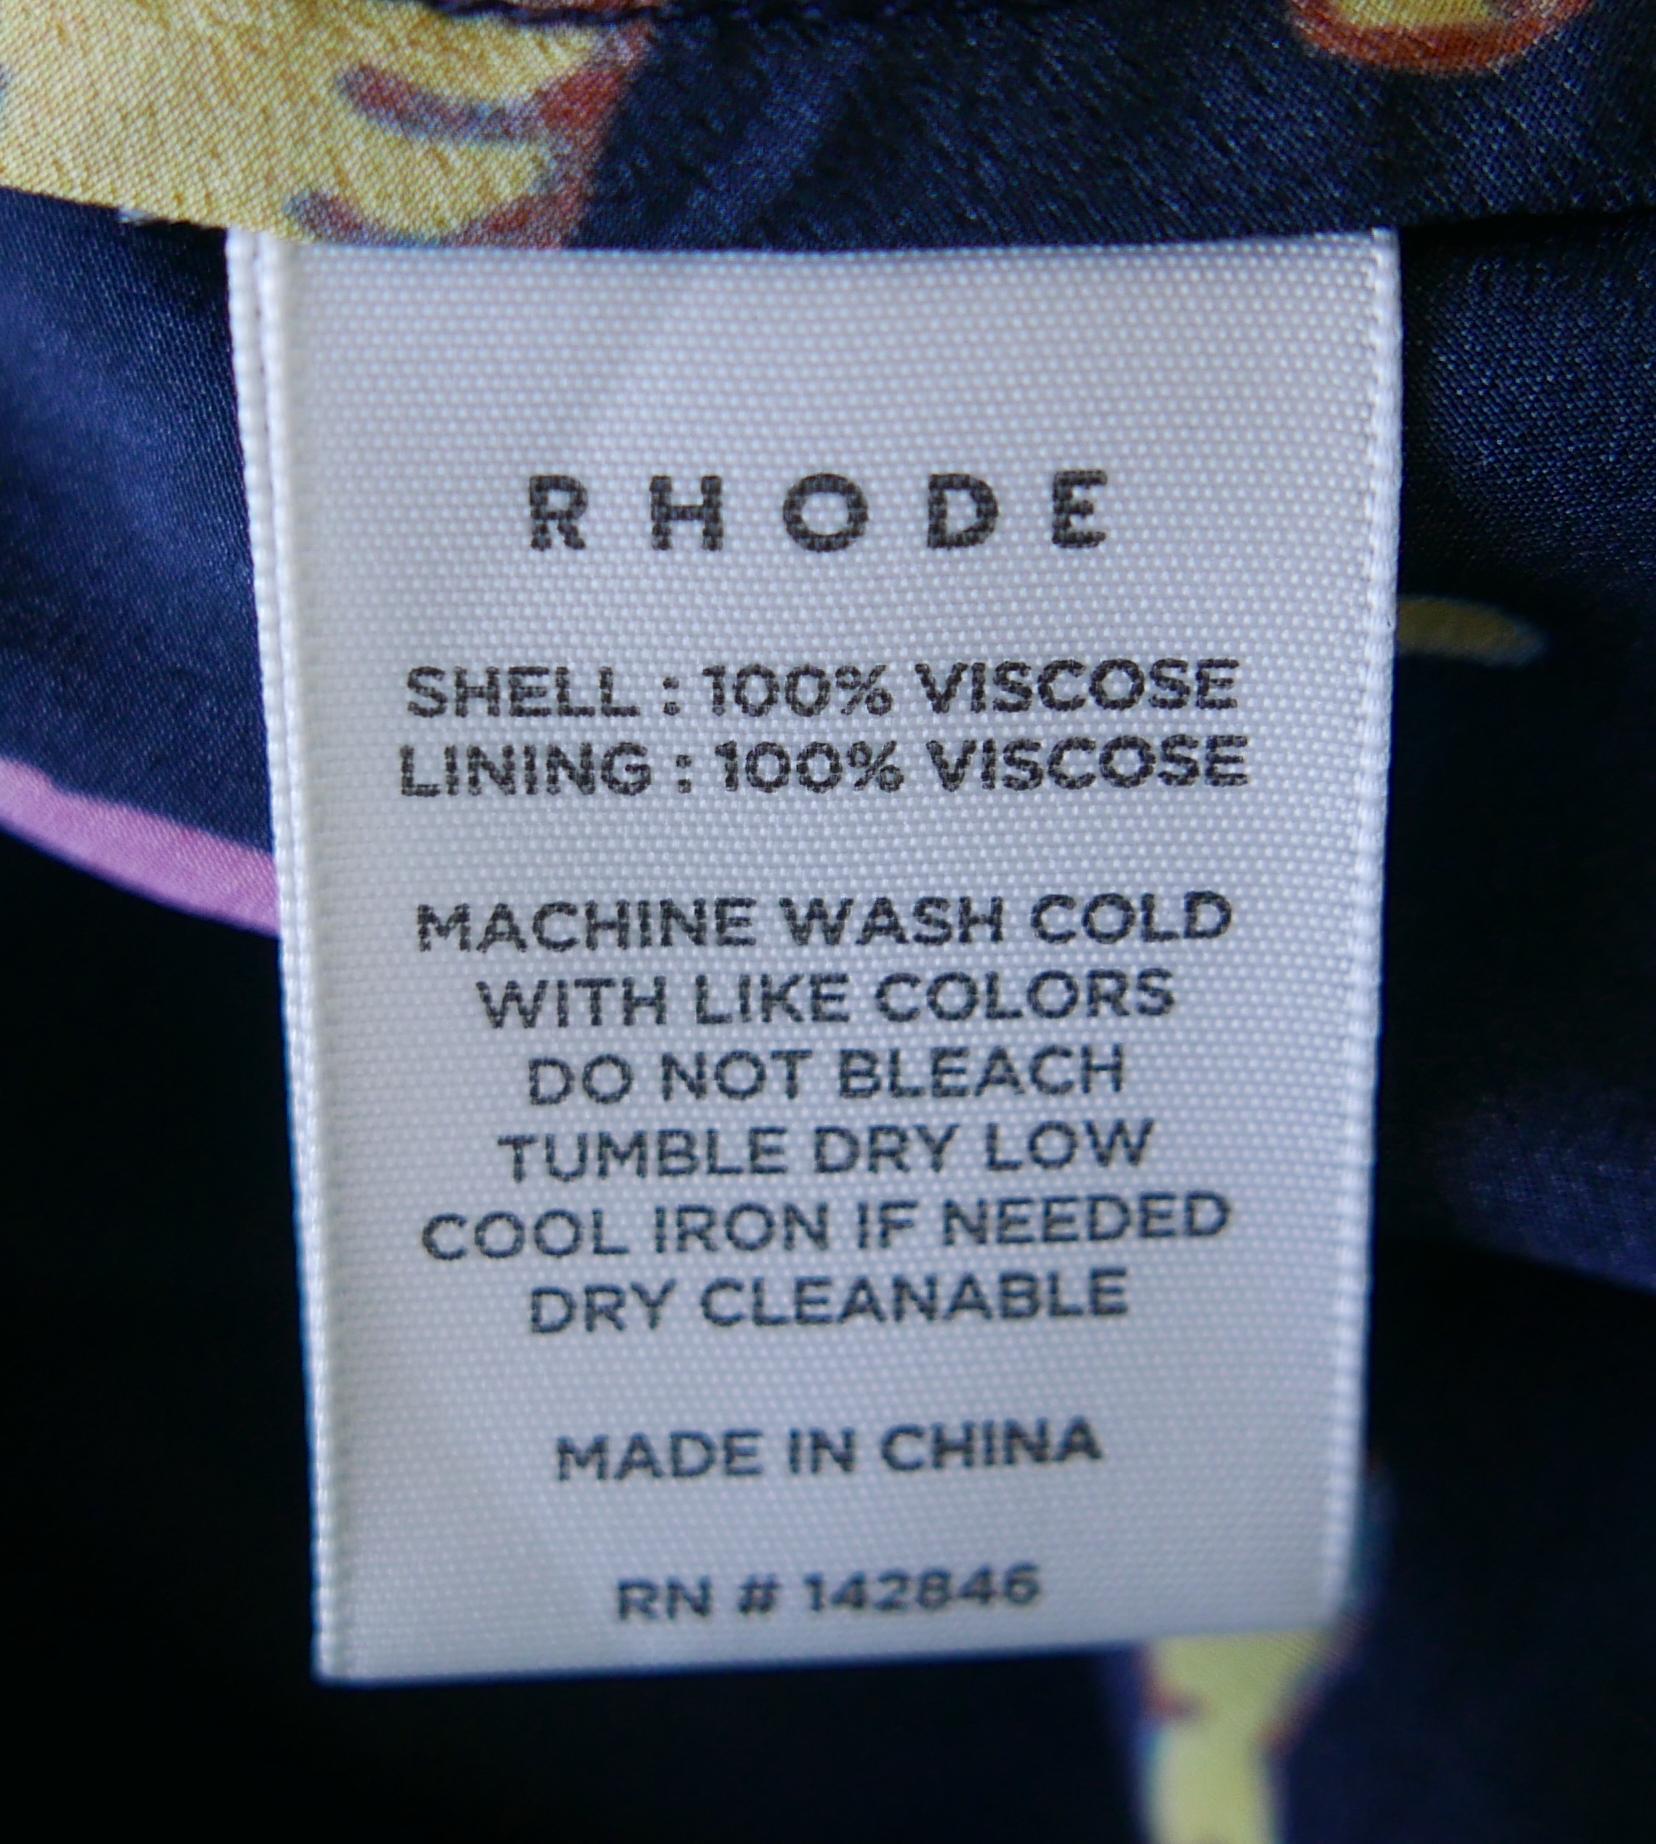 RHODE
SHELL : 100% VISCOSE
LINING : 100% VISCOSE
MACHINE WASH COLD
WITH LIKE COLORS
DO NOT BLEACH
TUMBLE DRY LOW
COOL IRON IF NEEDED
DRY CLEANABLE
MADE IN CHINA
RN # 142846